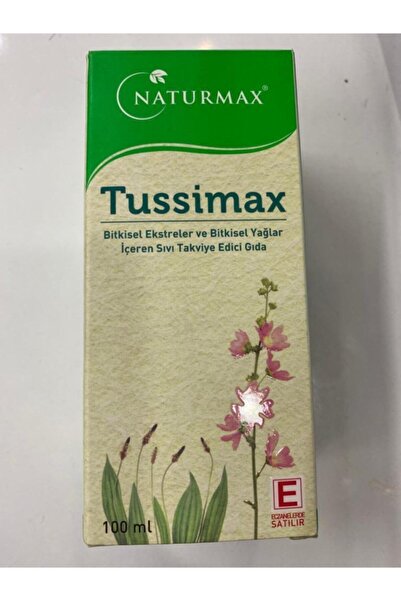 NATURMAX®
Tussimax
Bitkisel Ekstreler ve Bitkisel Yağlar
İçeren Sıvı Takviye Edici Gıda
E
ECZANELERDE
SATILIR
100 ml